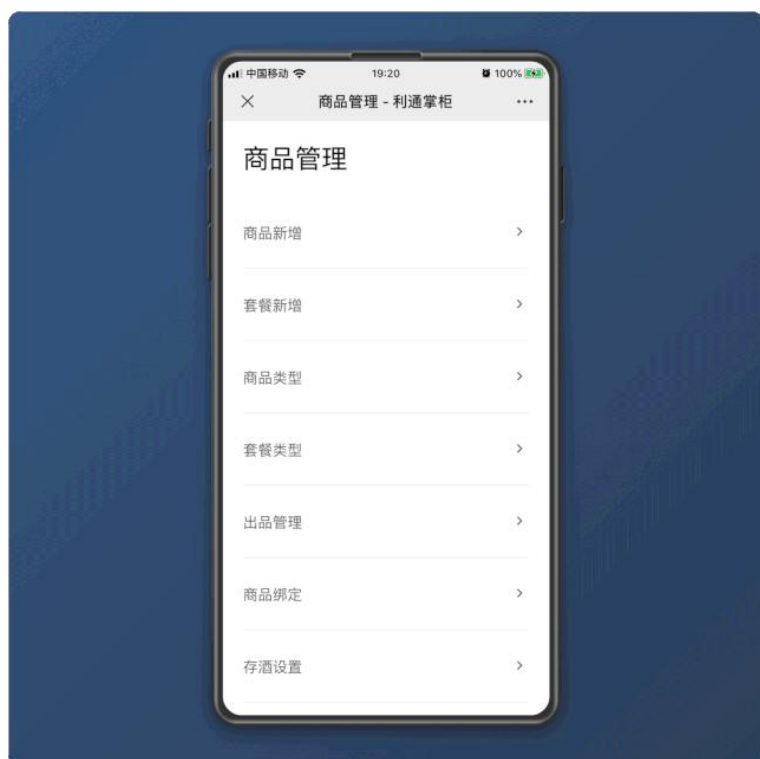 中国移动 19:20 100%
商品管理 - 利通掌柜
商品管理
商品新增
套餐新增
商品类型
套餐类型
出品管理
商品绑定
存酒设置